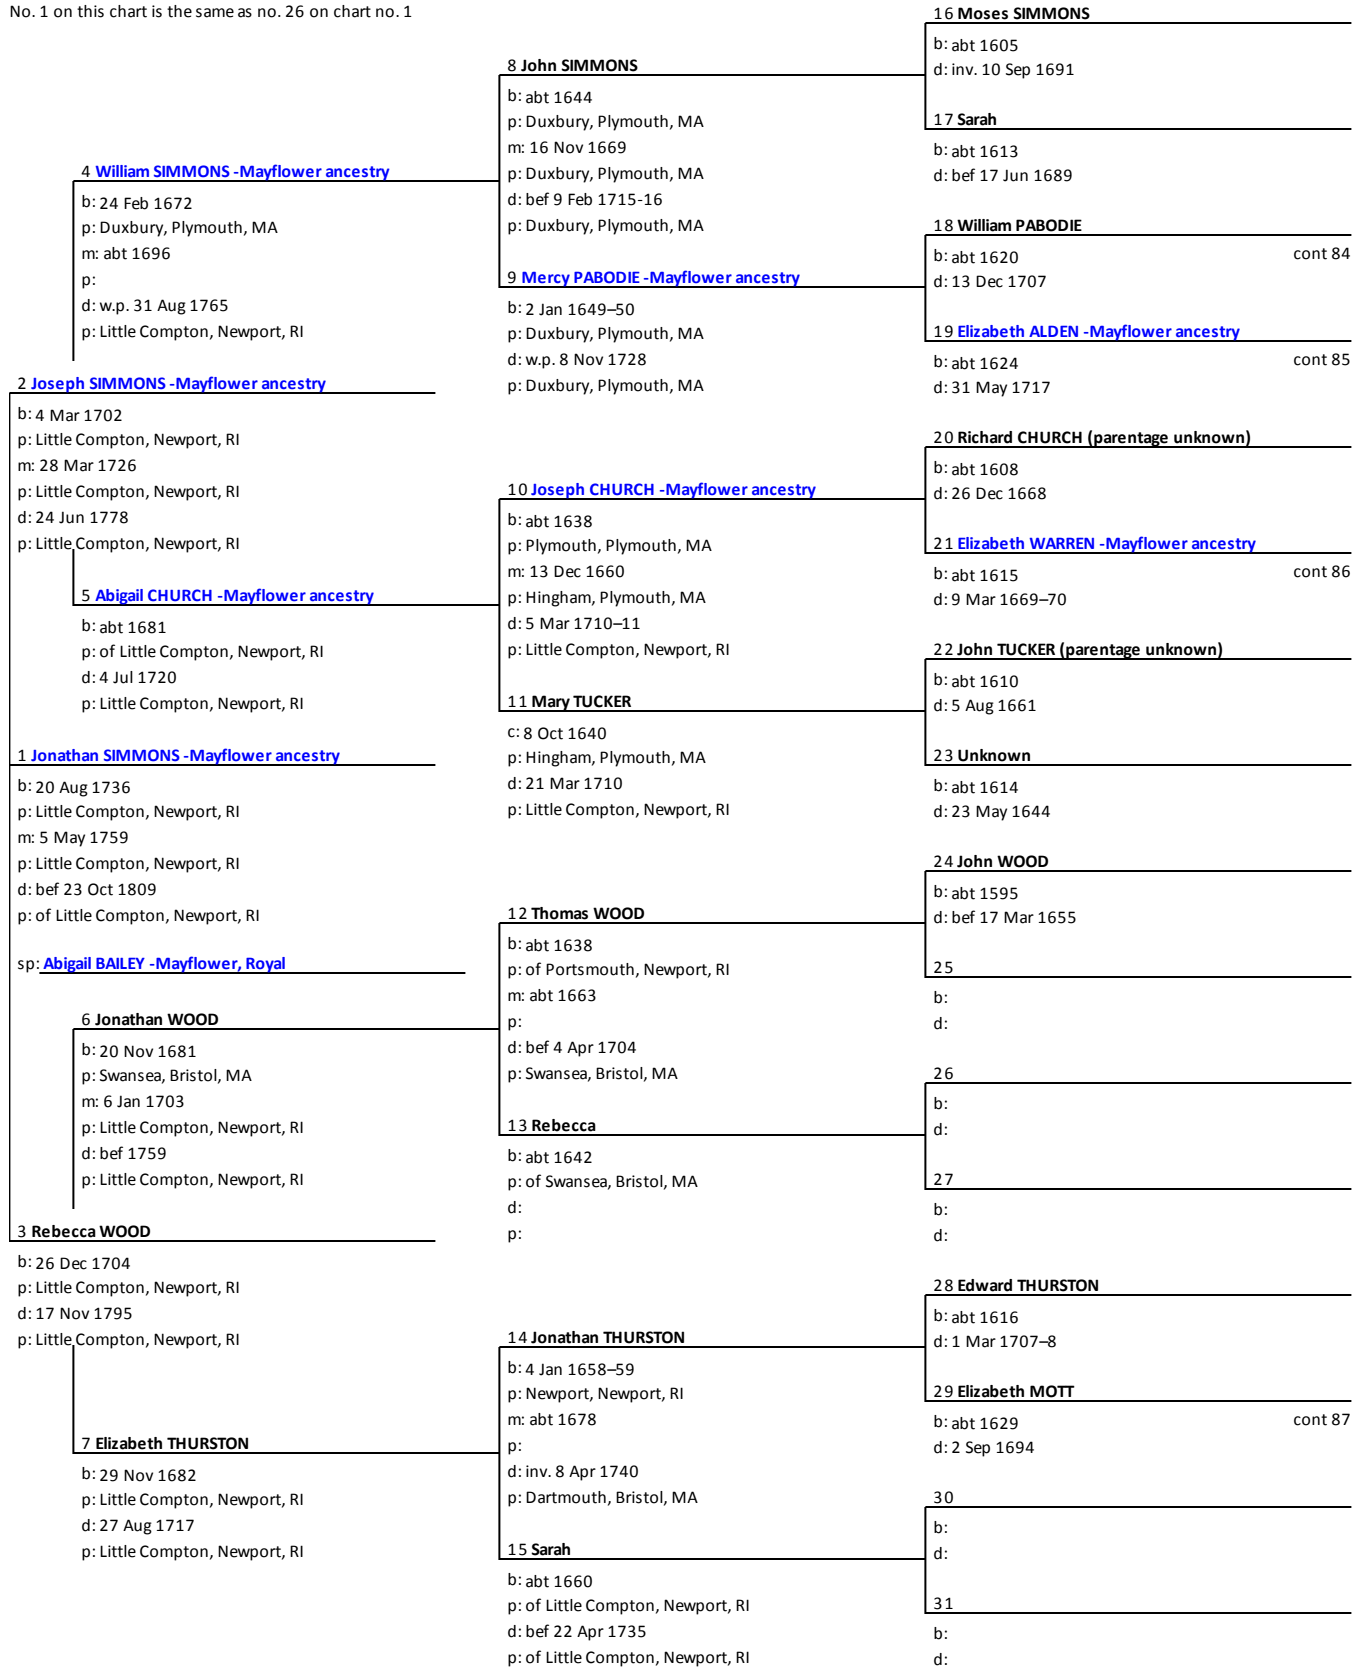 No. 1 on this chart is the same as no. 26 on chart no. 1
4 William SIMMONS -Mayflower ancestry
b: 24 Feb 1672
p: Duxbury, Plymouth, MA
m: abt 1696
p:
d: w.p. 31 Aug 1765
p: Little Compton, Newport, RI
2 Joseph SIMMONS -Mayflower ancestry
b: 4 Mar 1702
p: Little Compton, Newport, RI
m: 28 Mar 1726
p: Little Compton, Newport, RI
d: 24 Jun 1778
p: Little Compton, Newport, RI
5 Abigail CHURCH -Mayflower ancestry
b: abt 1681
p: of Little Compton, Newport, RI
d: 4 Jul 1720
p: Little Compton, Newport, RI
1 Jonathan SIMMONS -Mayflower ancestry
b: 20 Aug 1736
p: Little Compton, Newport, RI
m: 5 May 1759
p: Little Compton, Newport, RI
d: bef 23 Oct 1809
p: of Little Compton, Newport, RI
sp: Abigail BAILEY -Mayflower, Royal
6 Jonathan WOOD
b: 20 Nov 1681
p: Swansea, Bristol, MA
m: 6 Jan 1703
p: Little Compton, Newport, RI
d: bef 1759
p: Little Compton, Newport, RI
3 Rebecca WOOD
b: 26 Dec 1704
p: Little Compton, Newport, RI
d: 17 Nov 1795
p: Little Compton, Newport, RI
7 Elizabeth THURSTON
b: 29 Nov 1682
p: Little Compton, Newport, RI
d: 27 Aug 1717
p: Little Compton, Newport, RI
8 John SIMMONS
b: abt 1644
p: Duxbury, Plymouth, MA
m: 16 Nov 1669
p: Duxbury, Plymouth, MA
d: bef 9 Feb 1715-16
p: Duxbury, Plymouth, MA
9 Mercy PABODIE -Mayflower ancestry
b: 2 Jan 1649–50
p: Duxbury, Plymouth, MA
d: w.p. 8 Nov 1728
p: Duxbury, Plymouth, MA
10 Joseph CHURCH -Mayflower ancestry
b: abt 1638
p: Plymouth, Plymouth, MA
m: 13 Dec 1660
p: Hingham, Plymouth, MA
d: 5 Mar 1710–11
p: Little Compton, Newport, RI
11 Mary TUCKER
c: 8 Oct 1640
p: Hingham, Plymouth, MA
d: 21 Mar 1710
p: Little Compton, Newport, RI
12 Thomas WOOD
b: abt 1638
p: of Portsmouth, Newport, RI
m: abt 1663
p:
d: bef 4 Apr 1704
p: Swansea, Bristol, MA
13 Rebecca
b: abt 1642
p: of Swansea, Bristol, MA
d:
p:
14 Jonathan THURSTON
b: 4 Jan 1658–59
p: Newport, Newport, RI
m: abt 1678
p:
d: inv. 8 Apr 1740
p: Dartmouth, Bristol, MA
15 Sarah
b: abt 1660
p: of Little Compton, Newport, RI
d: bef 22 Apr 1735
p: of Little Compton, Newport, RI
16 Moses SIMMONS
b: abt 1605
d: inv. 10 Sep 1691
17 Sarah
b: abt 1613
d: bef 17 Jun 1689
18 William PABODIE
b: abt 1620 cont 84
d: 13 Dec 1707
19 Elizabeth ALDEN -Mayflower ancestry
b: abt 1624 cont 85
d: 31 May 1717
20 Richard CHURCH (parentage unknown)
b: abt 1608
d: 26 Dec 1668
21 Elizabeth WARREN -Mayflower ancestry
b: abt 1615 cont 86
d: 9 Mar 1669–70
22 John TUCKER (parentage unknown)
b: abt 1610
d: 5 Aug 1661
23 Unknown
b: abt 1614
d: 23 May 1644
24 John WOOD
b: abt 1595
d: bef 17 Mar 1655
25
b:
d:
26
b:
d:
27
b:
d:
28 Edward THURSTON
b: abt 1616
d: 1 Mar 1707–8
29 Elizabeth MOTT
b: abt 1629 cont 87
d: 2 Sep 1694
30
b:
d:
31
b:
d: